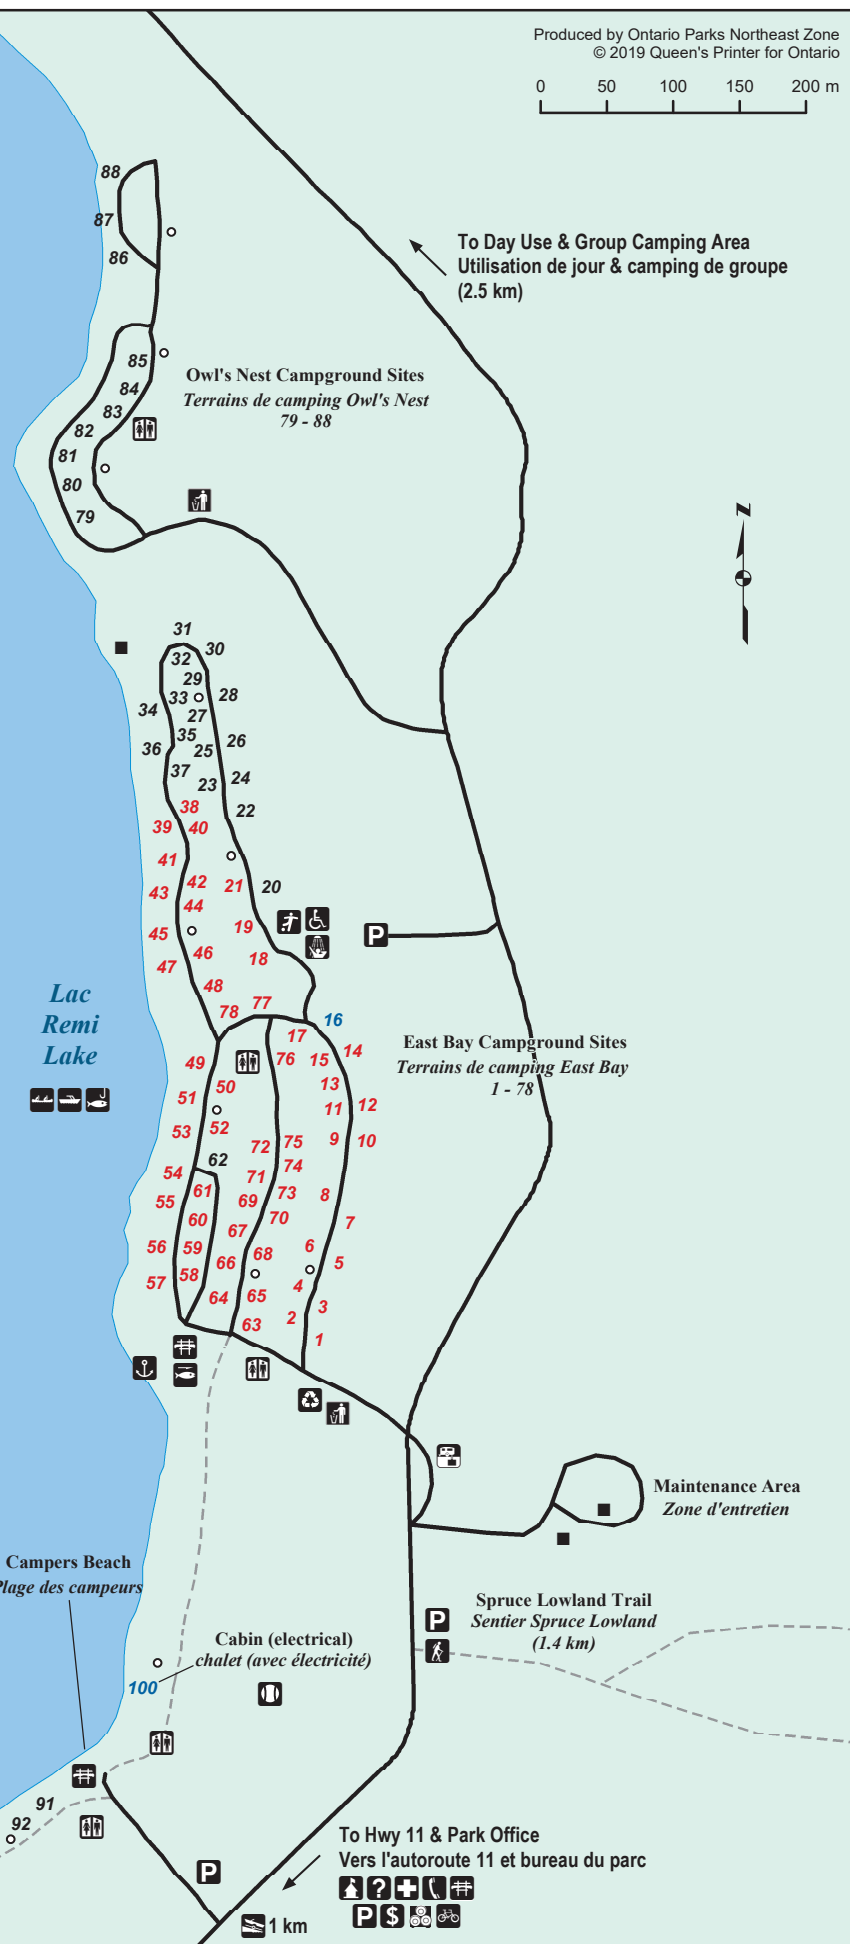 Produced by Ontario Parks Northeast Zone
© 2019 Queen's Printer for Ontario
0 50 100 150 200 m
88
87
To Day Use & Group Camping Area
Utilisation de jour & camping de groupe
(2.5 km)
86
85
Owl's Nest Campground Sites
Terrains de camping Owl's Nest
79 - 88
84
83
82
81
80
79
N
31
30
32
29
33
28
34
27
35
26
36
25
37
24
23
38
22
39
40
41
42
21
20
43
44
19
45
46
18
47
48
P
77
78
16
Lac
Remi
Lake
17
East Bay Campground Sites
Terrains de camping East Bay
1 - 78
49
76
15
14
50
13
51
11
12
52
53
72
75
9
10
62
54
71
74
61
55
69
73
8
60
70
7
56
59
67
6
68
5
57
58
66
4
64
65
3
63
2
1
Maintenance Area
Zone d'entretien
Campers Beach
Plage des campeurs
P
Spruce Lowland Trail
Sentier Spruce Lowland
(1.4 km)
Cabin (electrical)
chalet (avec électricité)
100
91
92
To Hwy 11 & Park Office
Vers l'autoroute 11 et bureau du parc
P
?
P $
1 km